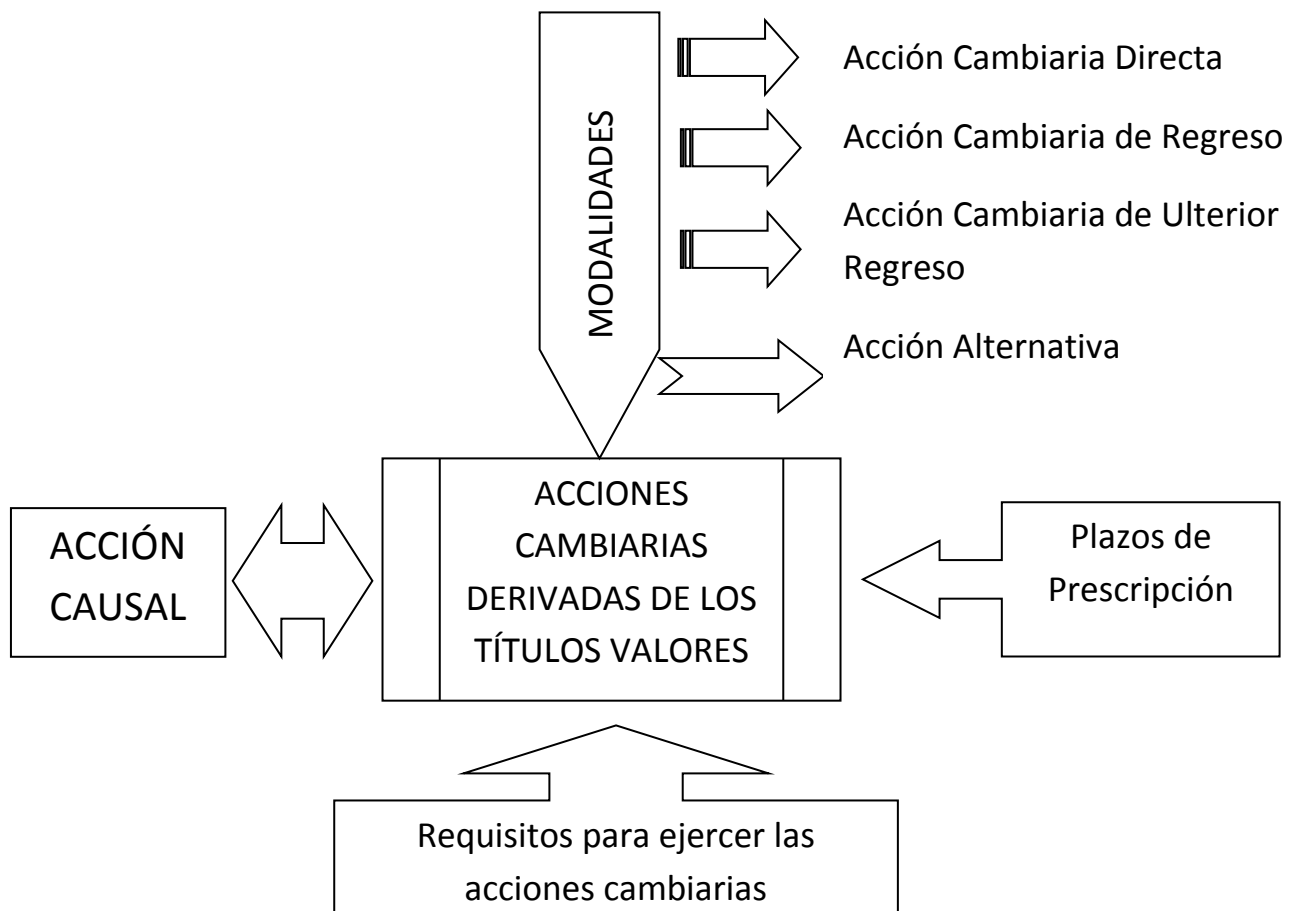 MODALIDADES
Acción Cambiaria Directa
Acción Cambiaria de Regreso
Acción Cambiaria de Ulterior
Regreso
Acción Alternativa
ACCIÓN
CAUSAL
ACCIONES
CAMBIARIAS
DERIVADAS DE LOS
TÍTULOS VALORES
Plazos de
Prescripción
Requisitos para ejercer las
acciones cambiarias